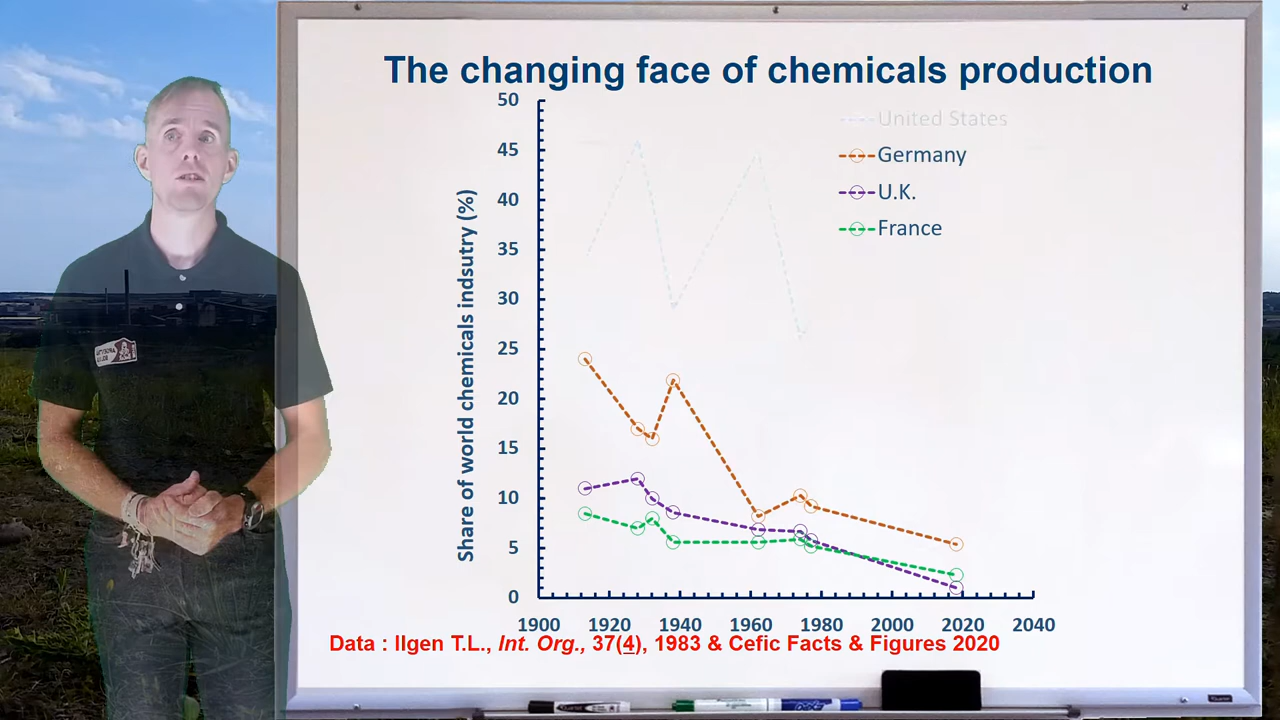 The changing face of chemicals production
50
45
40
35
30
25
20
15
10
5
0
Share of world chemicals indsutry (%)
United States
Germany
U.K.
France
1900 1920 1940 1960 1980 2000 2020 2040
Data : Ilgen T.L., Int. Org., 37(4), 1983 & Cefic Facts & Figures 2020